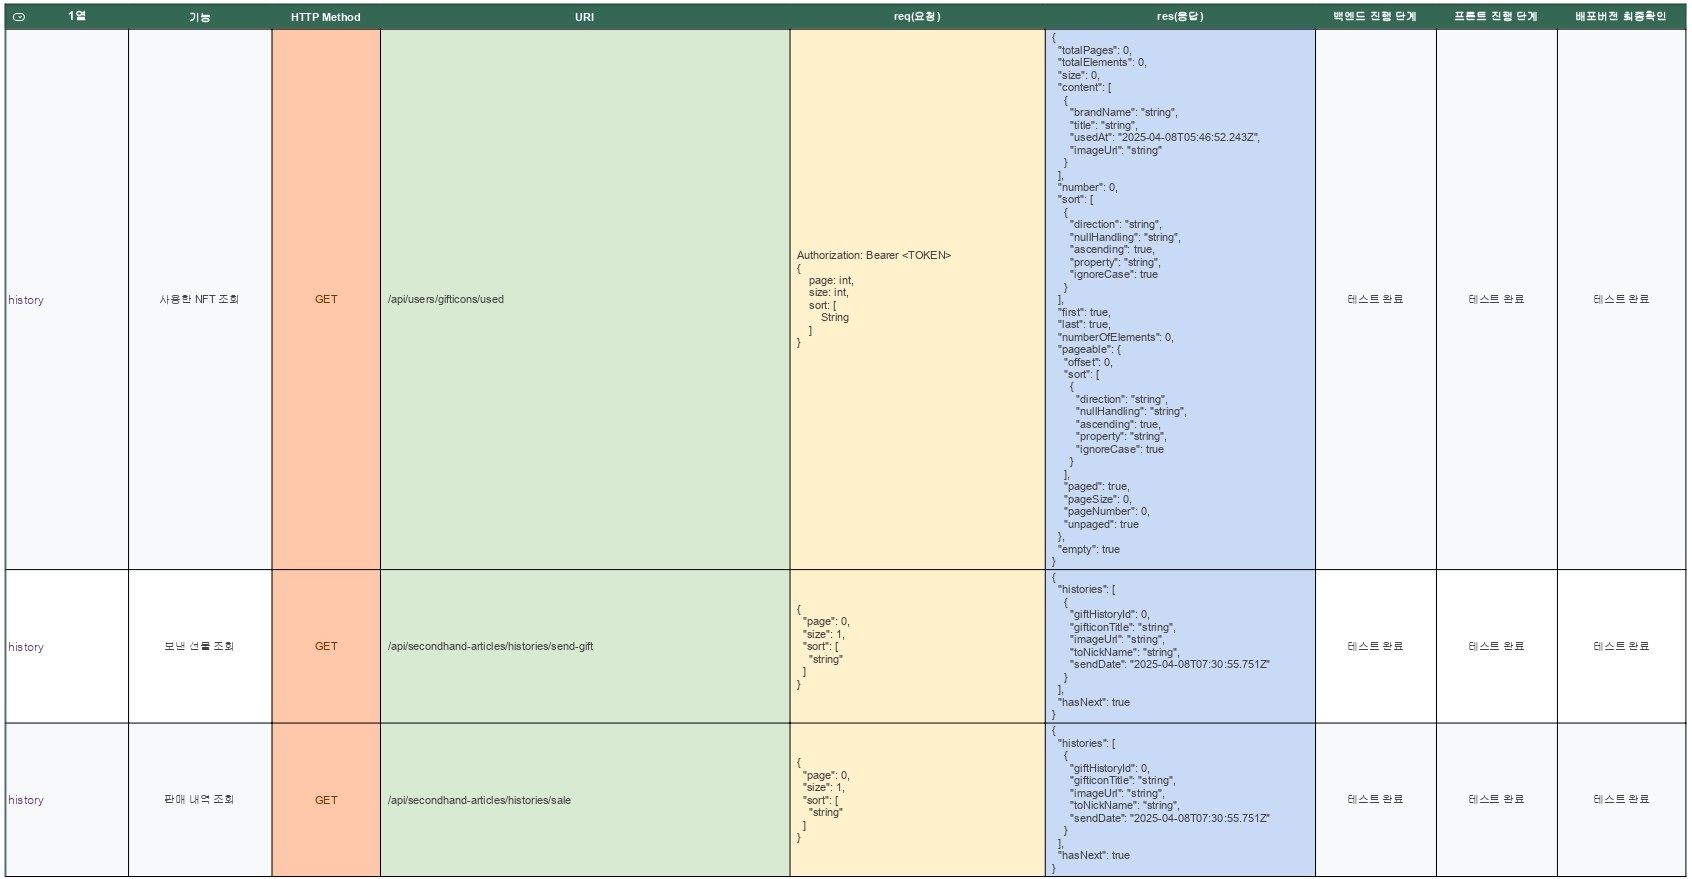 1열 기능 HTTP Method URI req(요청) res(응답) 백엔드 진행 단계 프론트 진행 단계 배포버전 최종확인
history
사용한 NFT 조회
GET
/api/users/gifticons/used
Authorization: Bearer <TOKEN>
{
page: int,
size: int,
sort: [
String
]
}
{
"totalPages": 0,
"totalElements": 0,
"size": 0,
"content": [
{
"brandName": "string",
"title": "string",
"usedAt": "2025-04-08T05:46:52.243Z",
"imageUrl": "string"
}
],
"number": 0,
"sort": [
{
"direction": "string",
"nullHandling": "string",
"ascending": true,
"property": "string",
"ignoreCase": true
}
],
"first": true,
"last": true,
"numberOfElements": 0,
"pageable": {
"offset": 0,
"sort": [
{
"direction": "string",
"nullHandling": "string",
"ascending": true,
"property": "string",
"ignoreCase": true
}
],
"paged": true,
"pageSize": 0,
"pageNumber": 0,
"unpaged": true
},
"empty": true
}
테스트 완료
테스트 완료
테스트 완료
history
보낸 선물 조회
GET
/api/secondhand-articles/histories/send-gift
{
"page": 0,
"size": 1,
"sort": [
"string"
]
}
{
"histories": [
{
"giftHistoryId": 0,
"gifticonTitle": "string",
"imageUrl": "string",
"toNickName": "string",
"sendDate": "2025-04-08T07:30:55.751Z"
}
],
"hasNext": true
}
테스트 완료
테스트 완료
테스트 완료
history
판매 내역 조회
GET
/api/secondhand-articles/histories/sale
{
"page": 0,
"size": 1,
"sort": [
"string"
]
}
{
"histories": [
{
"giftHistoryId": 0,
"gifticonTitle": "string",
"imageUrl": "string",
"toNickName": "string",
"sendDate": "2025-04-08T07:30:55.751Z"
}
],
"hasNext": true
}
테스트 완료
테스트 완료
테스트 완료